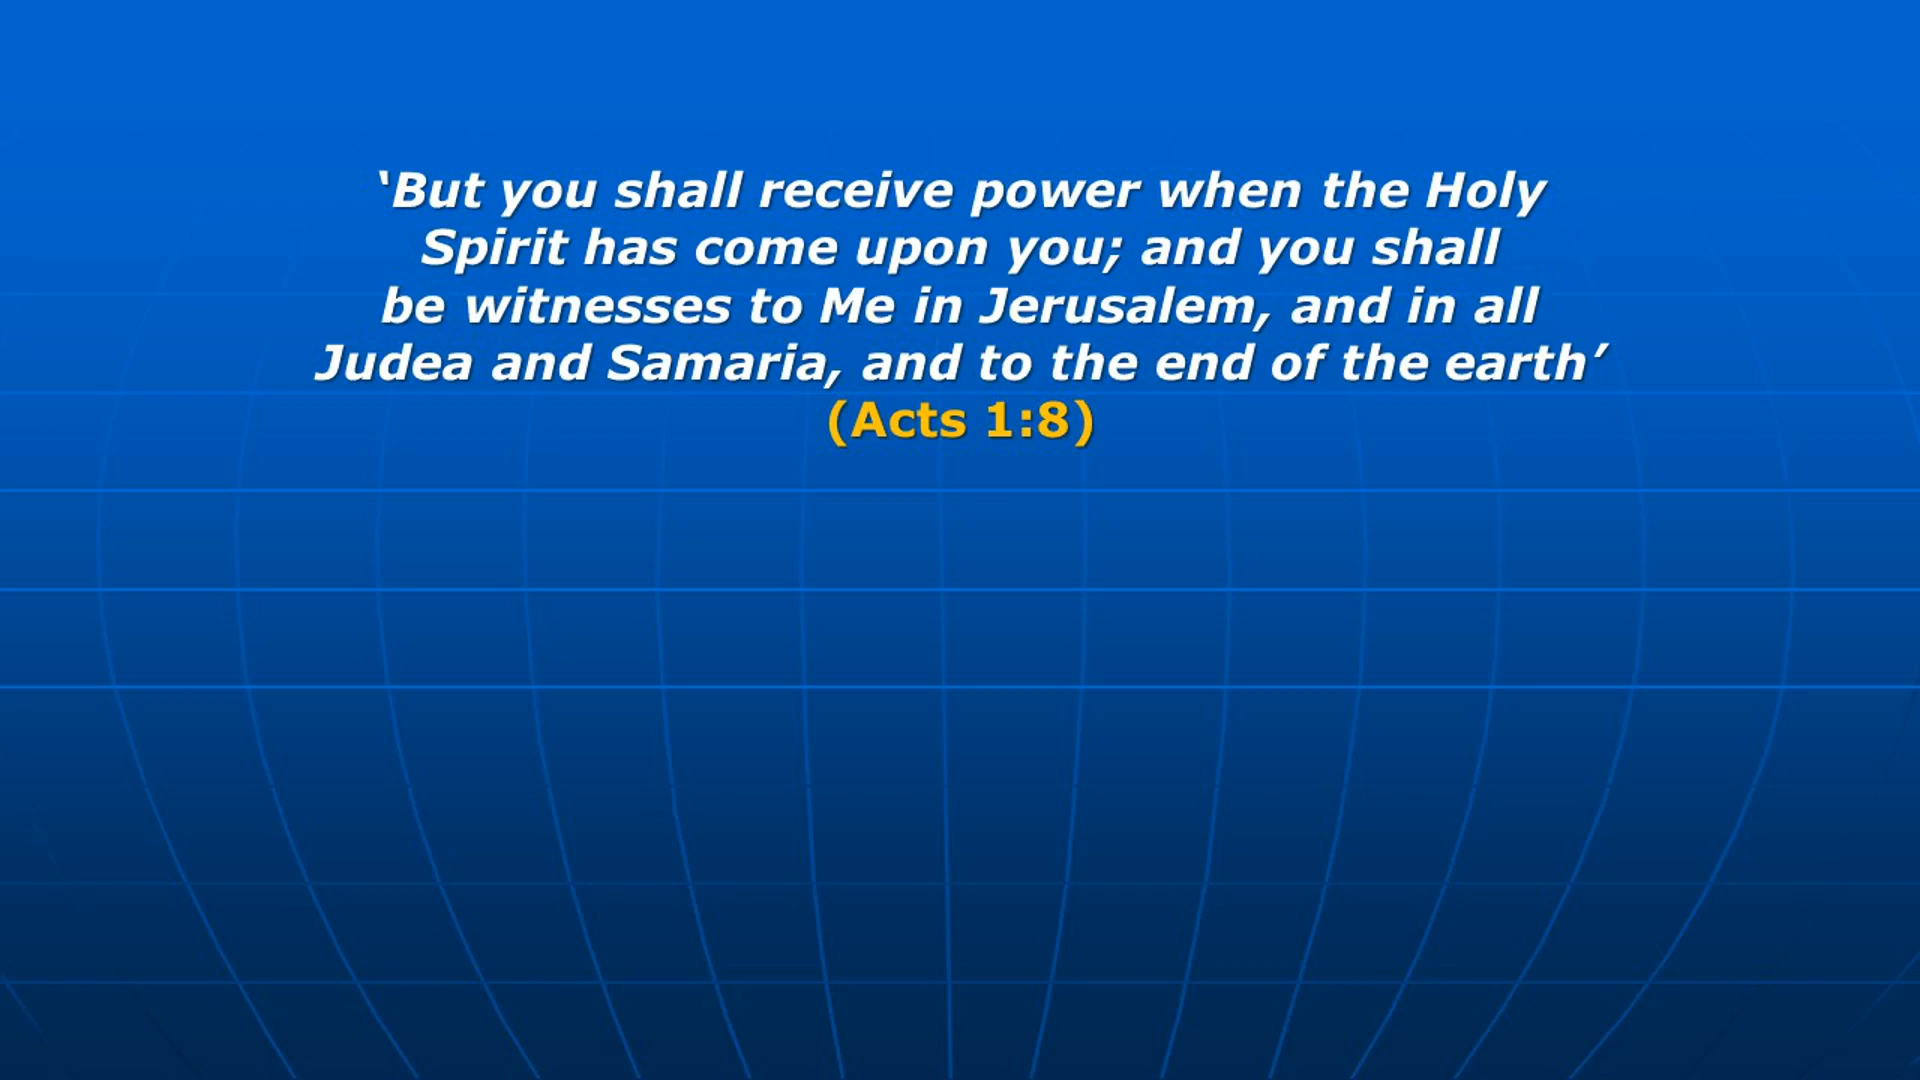 ‘But you shall receive power when the Holy
Spirit has come upon you; and you shall
be witnesses to Me in Jerusalem, and in all
Judea and Samaria, and to the end of the earth’
(Acts 1:8)